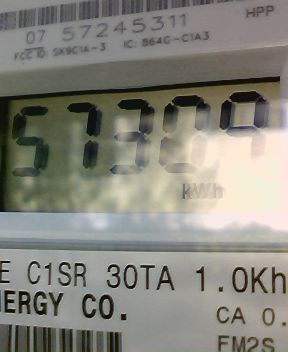 HPP
07 57245311
FCC ID: SK9C1A-3 IC: 864G-C1A3
57309
kWh
E C1SR 30TA 1.0Kh
NERGY CO.
CA 0.
FM2S